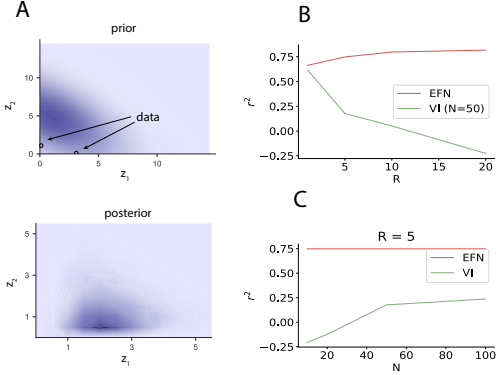 A
prior
z2
10
5
0
0
5
10
data
z1
posterior
z2
3
1
1
3
5
z1
B
r²
0.75
0.50
0.25
0.00
−0.25
5
10
15
20
R
EFN
VI (N=50)
C
R = 5
r²
0.75
0.50
0.25
0.00
−0.25
20
40
60
80
100
N
EFN
VI